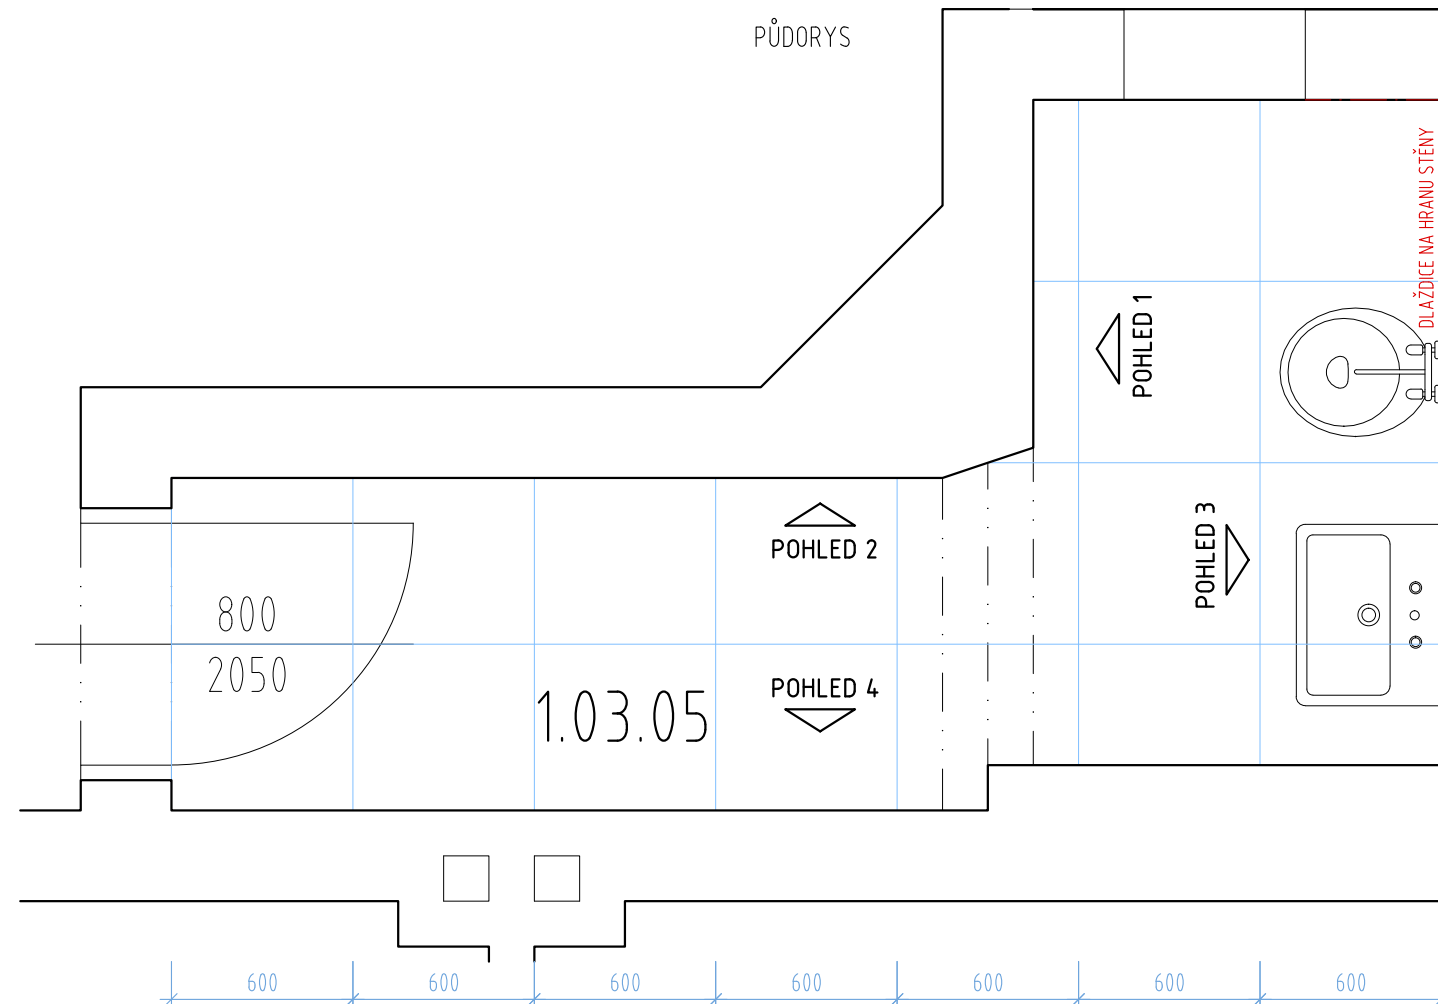 PŮDORYS
DLAŽDICE NA HRANU STĚNY
POHLED 1
POHLED 2
POHLED 3
800
2050
1.03.05
POHLED 4
600 600 600 600 600 600 600